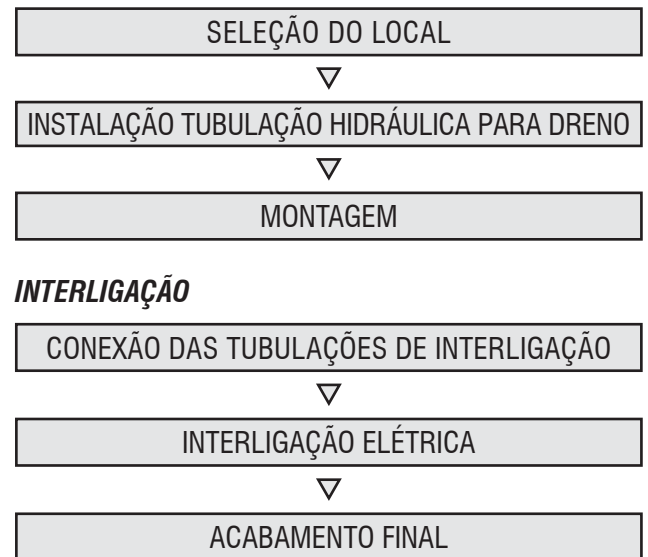 SELEÇÃO DO LOCAL
INSTALAÇÃO TUBULAÇÃO HIDRÁULICA PARA DRENO
MONTAGEM
INTERLIGAÇÃO
CONEXÃO DAS TUBULAÇÕES DE INTERLIGAÇÃO
INTERLIGAÇÃO ELÉTRICA
ACABAMENTO FINAL